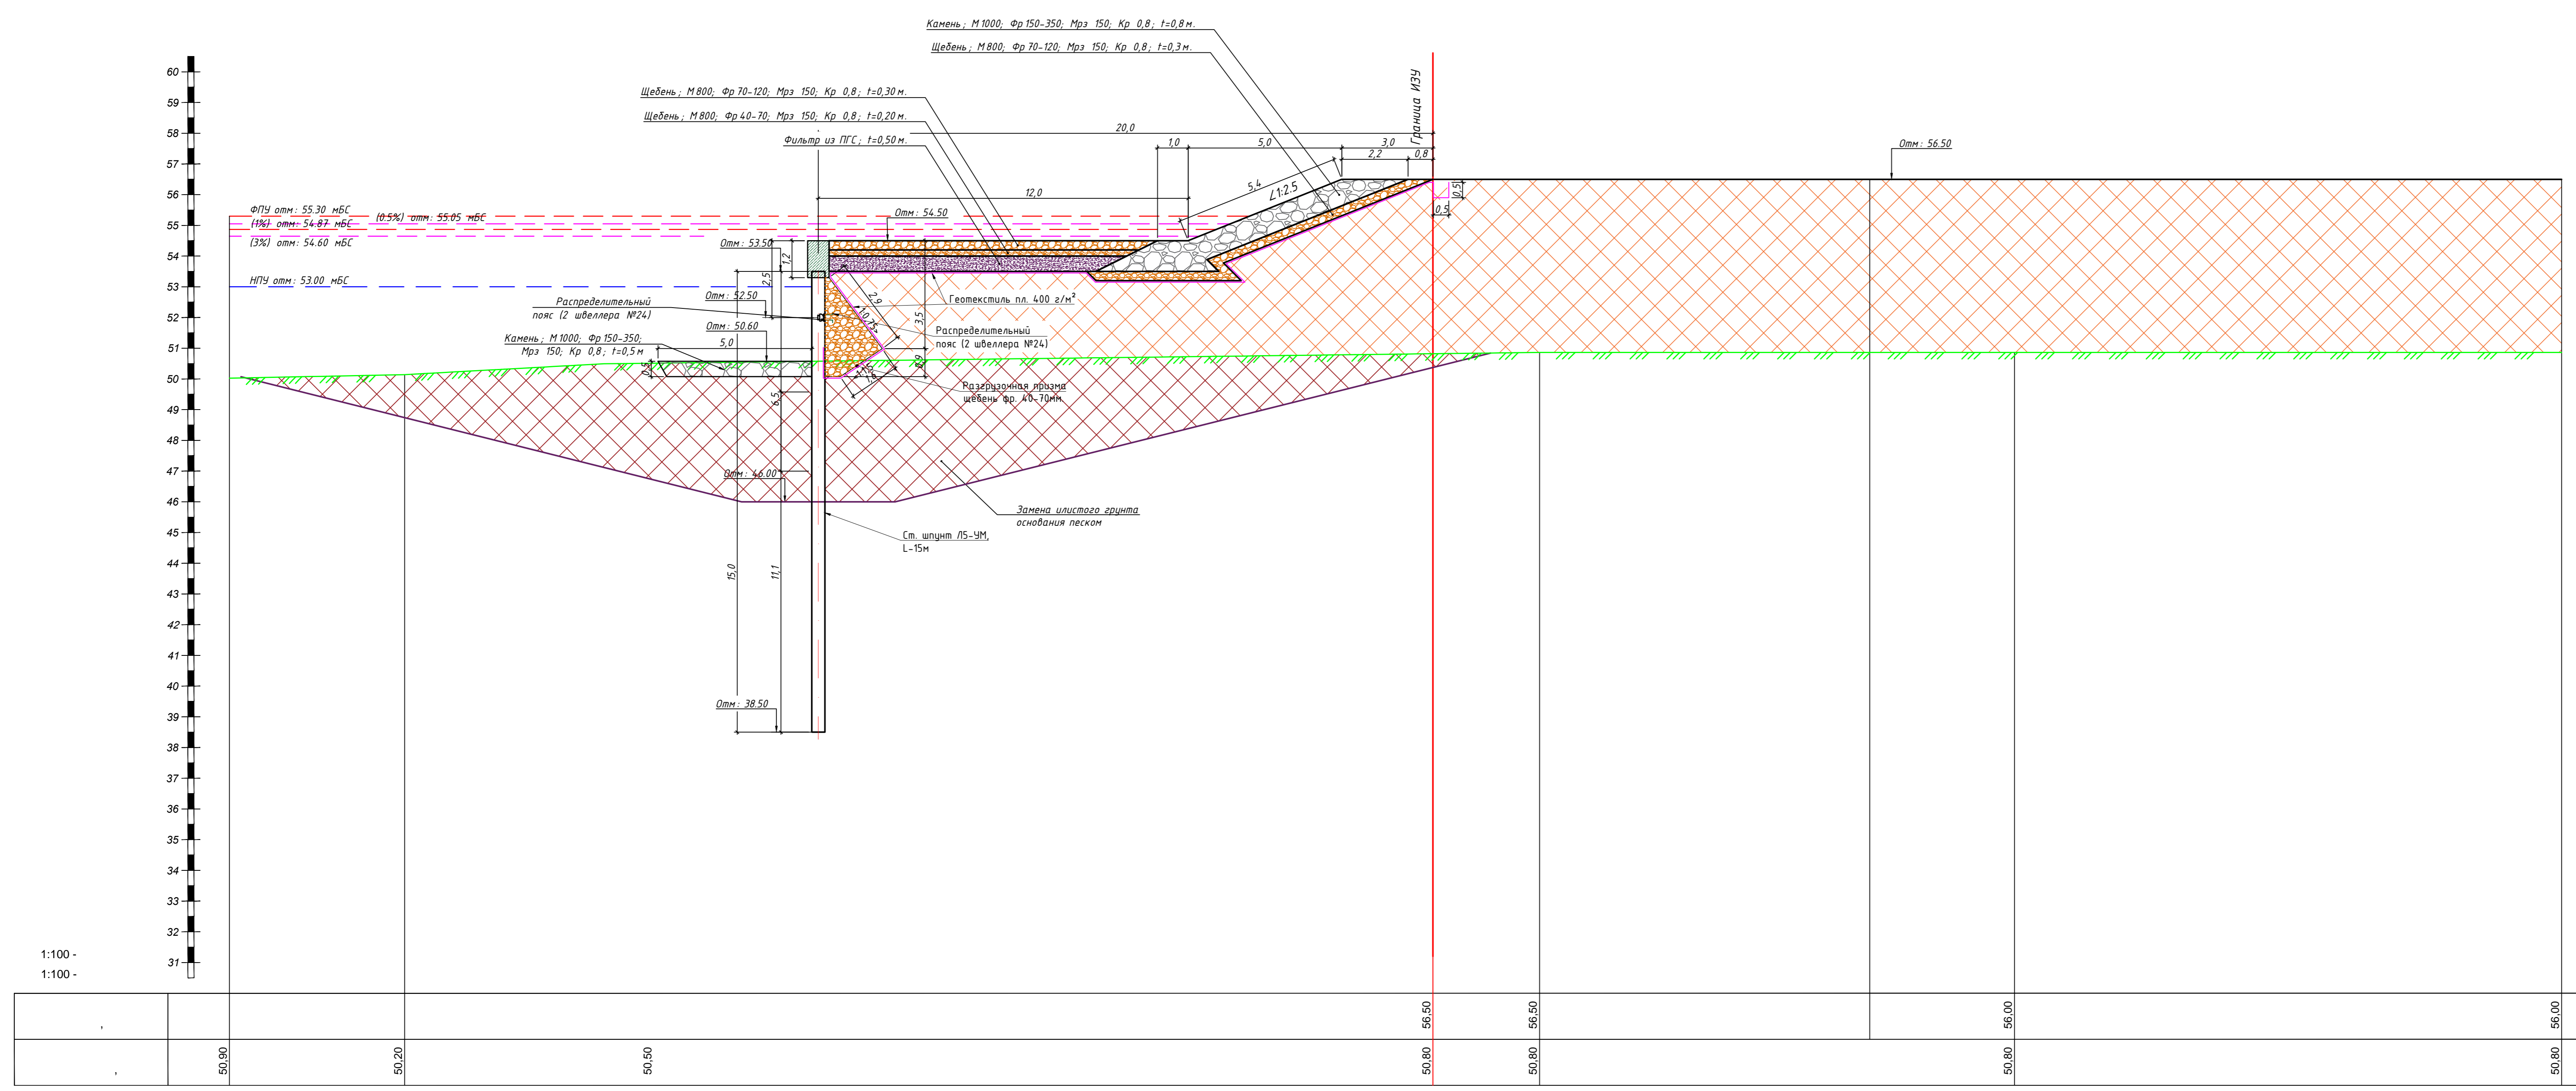 Камень; М1000; Фр 150-350; Мрз 150; Кр 0,8; t=0,8 м.
Щебень; М 800; Фр 70-120; Мрз 150; Кр 0,8; t=0,3 м.
Щебень; М 800; Фр 70-120; Мрз 150; Кр 0,8; t=0,30 м.
Щебень; М 800; Фр 40-70; Мрз 150; Кр 0,8; t=0,20 м.
Фильтр из ПГС; t=0,50 м.
Граница ИЗУ
20,0
1,0
5,0
3,0
2,2
0,8
Отм: 56.50
5,4
∠1:2.5
12,0
0,5
0,5
ФПУ отм: 55.30 мБС
(0.5%) отм: 55.05 мБС
(1%) отм: 54.87 мБС
(3%) отм: 54.60 мБС
НПУ отм: 53.00 мБС
Отм: 54.50
Отм: 53.50
1,2
2,5
Отм: 52.50
Распределительный
пояс (2 швеллера №24)
Отм: 50.60
Камень; М1000; Фр 150-350;
Мрз 150; Кр 0,8; t=0,5 м
5,0
0,5
Геотекстиль пл. 400 г/м²
2,9
1:0.75
3,5
0,9
Распределительный
пояс (2 швеллера №24)
Разгрузочная призма
щебень фр. 40-70мм
6,5
Отм: 46.00
Замена илистого грунта
основания песком
Ст. шпунт Л5-УМ,
L-15м
15,0
11,1
Отм: 38.50
60
59
58
57
56
55
54
53
52
51
50
49
48
47
46
45
44
43
42
41
40
39
38
37
36
35
34
33
32
31
1:100 -
1:100 -
,
56,50
56,50
56,00
56,00
,
50,90
50,20
50,50
50,80
50,80
50,80
50,80